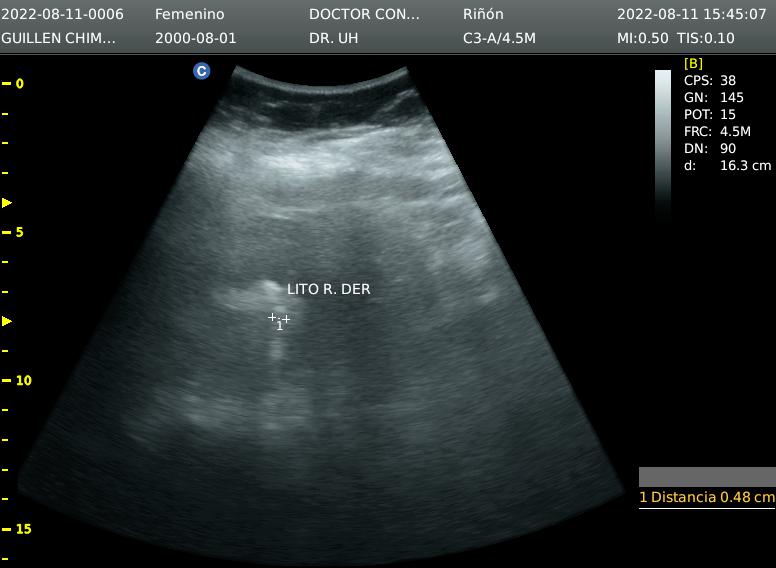 2022-08-11-0006 Femenino DOCTOR CON... Riñón 2022-08-11 15:45:07
GUILLEN CHIM... 2000-08-01 DR. UH C3-A/4.5M MI:0.50 TIS:0.10
C
[B]
CPS: 38
GN: 145
POT: 15
FRC: 4.5M
DN: 90
d: 16.3 cm
0
5
10
15
LITO R. DER
1
1 Distancia 0.48 cm